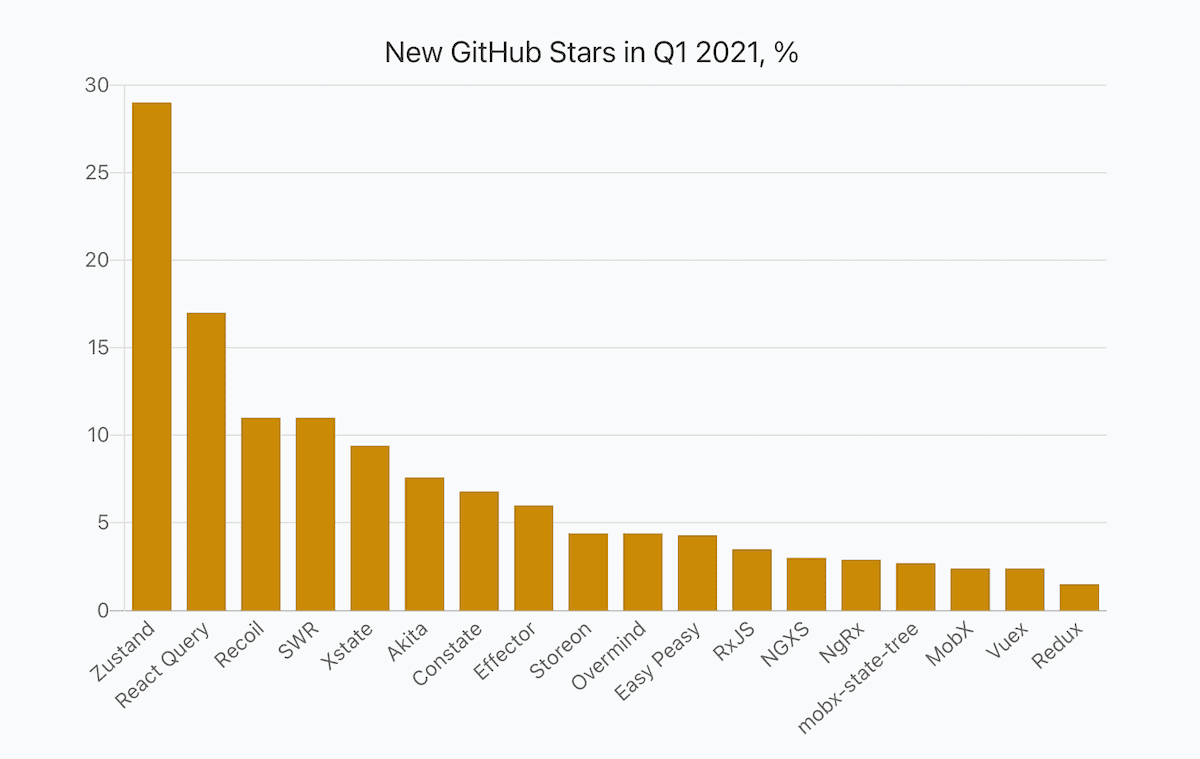 New GitHub Stars in Q1 2021, %
30
25
20
15
10
5
0
Zustand
React Query
Recoil
SWR
Xstate
Akita
Constate
Effector
Storeon
Overmind
Easy Peasy
RxJS
NGXS
NgRx
mobx-state-tree
MobX
Vuex
Redux